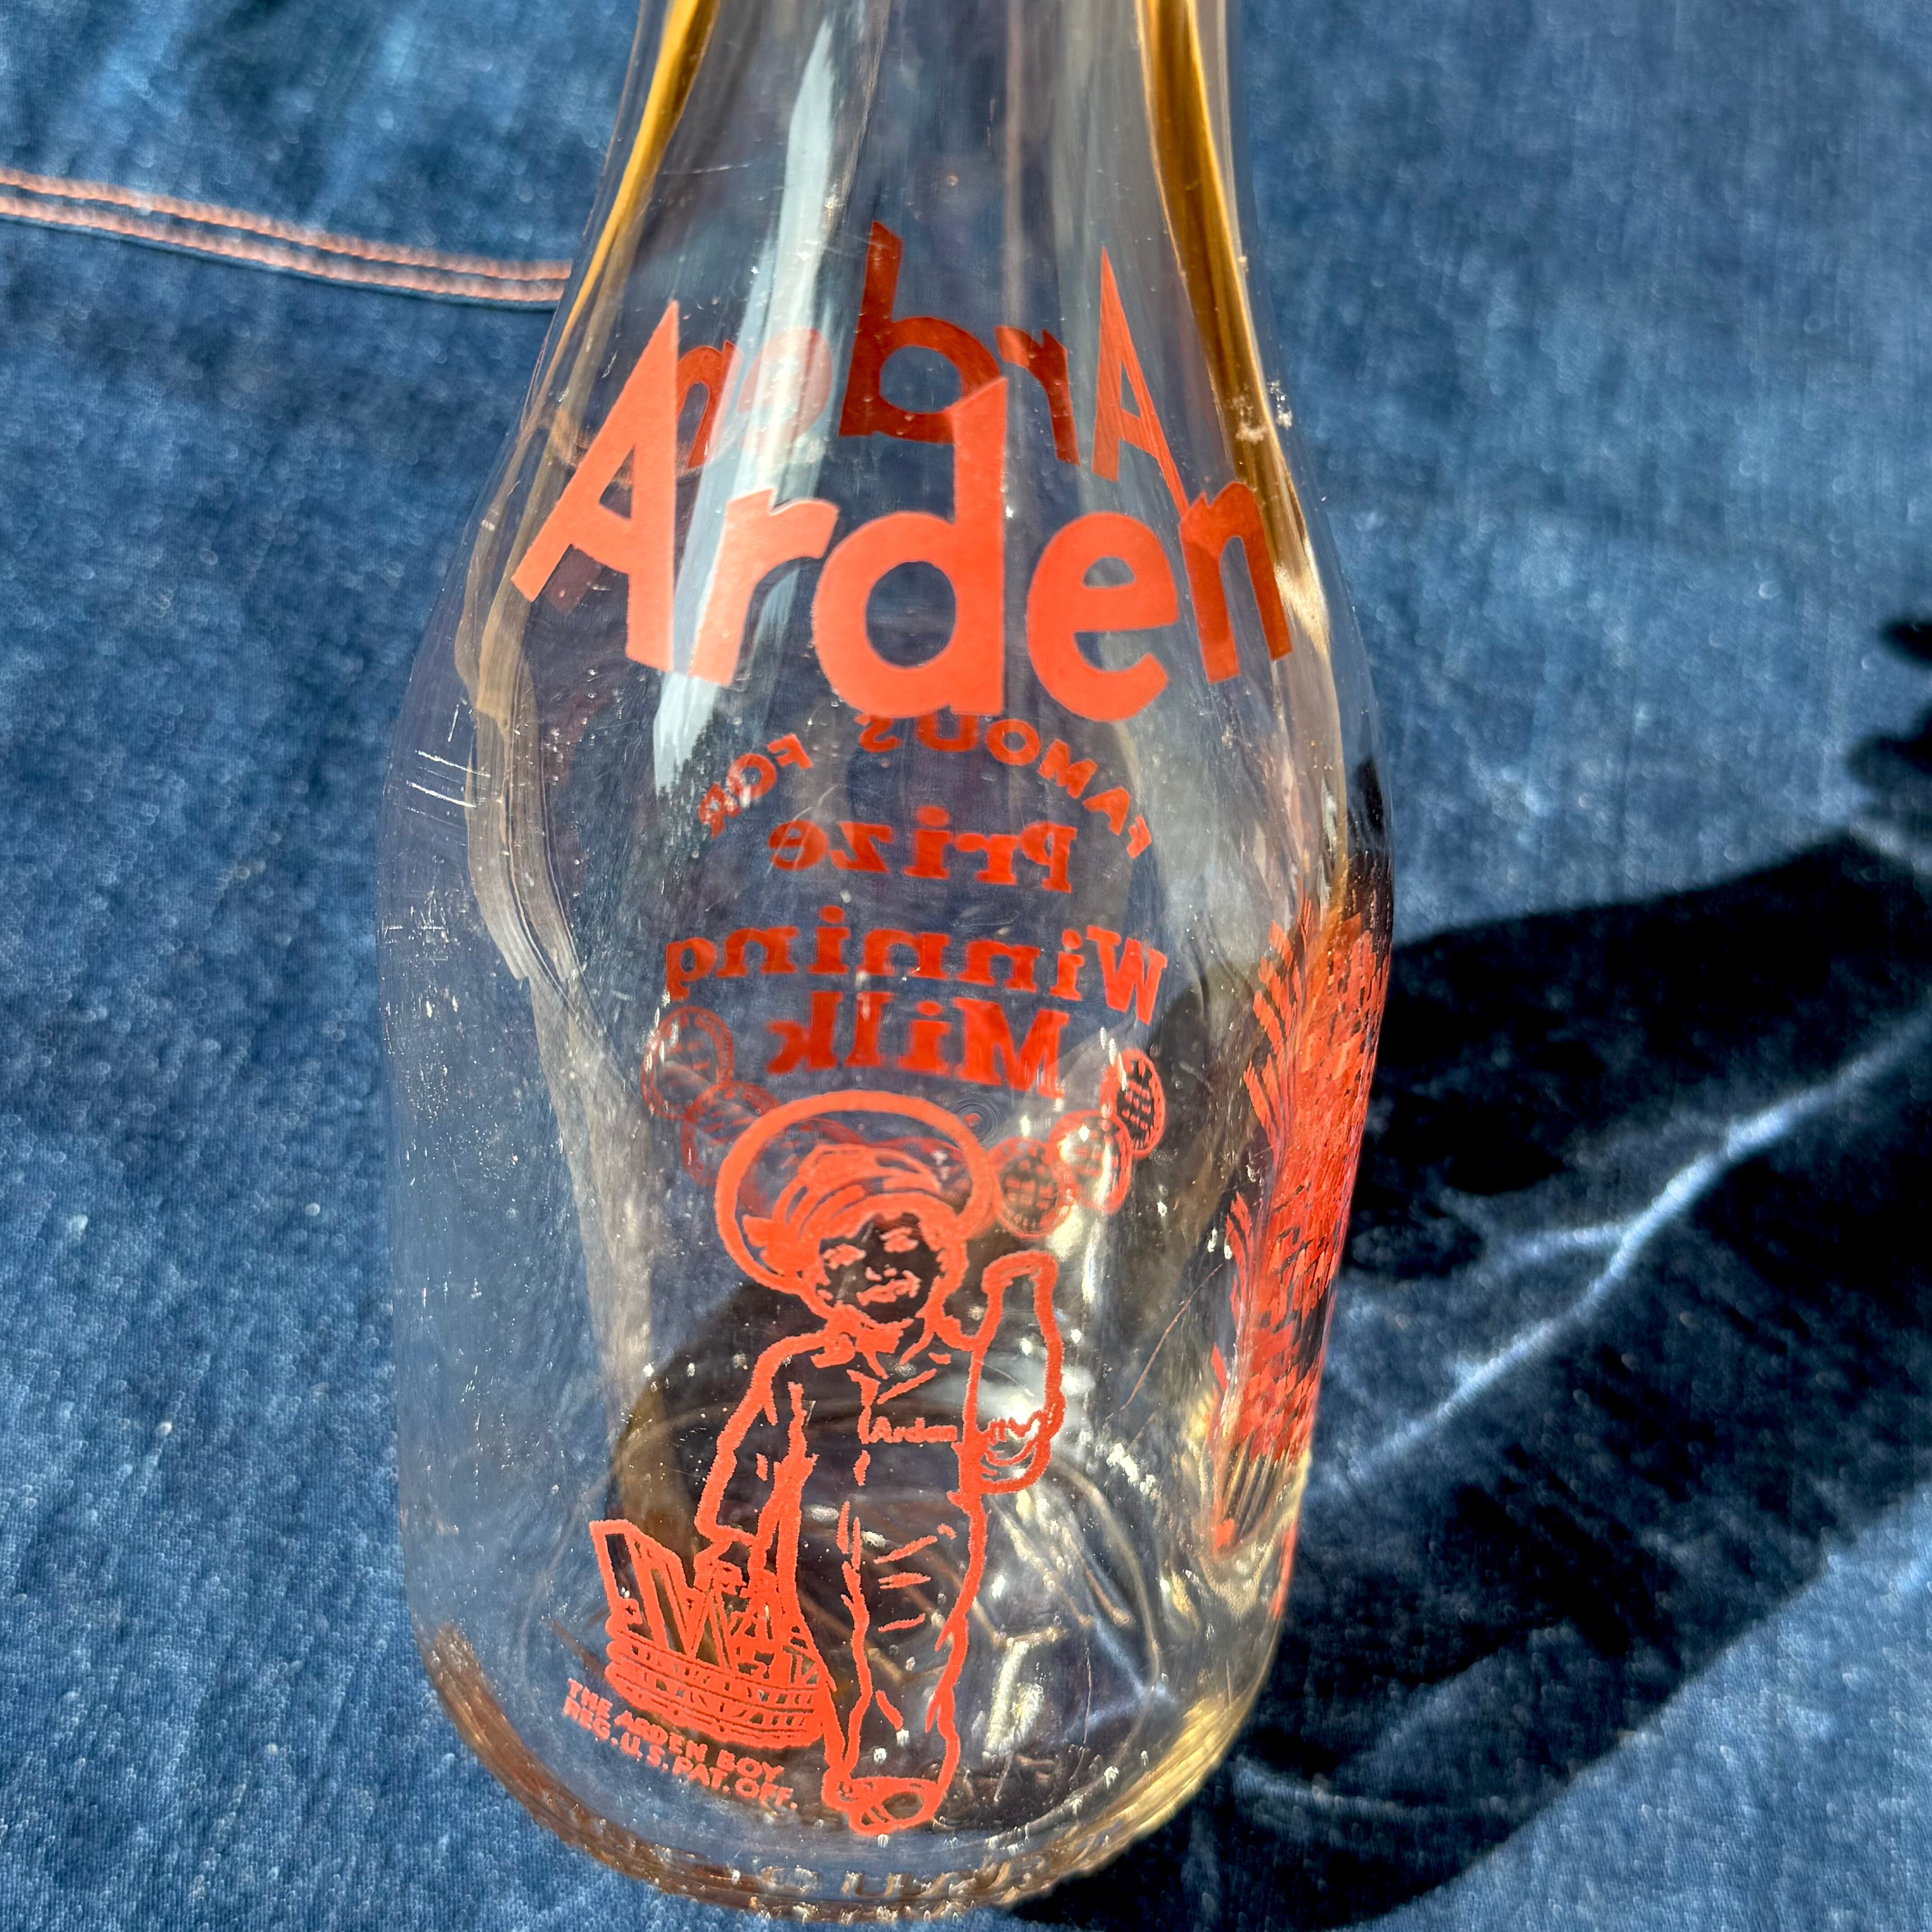 Arden
Arden
FAMOUS FOR
Prize
Winning
Milk
Arden
THE ARDEN BOY
REG. U.S. PAT. OFF.